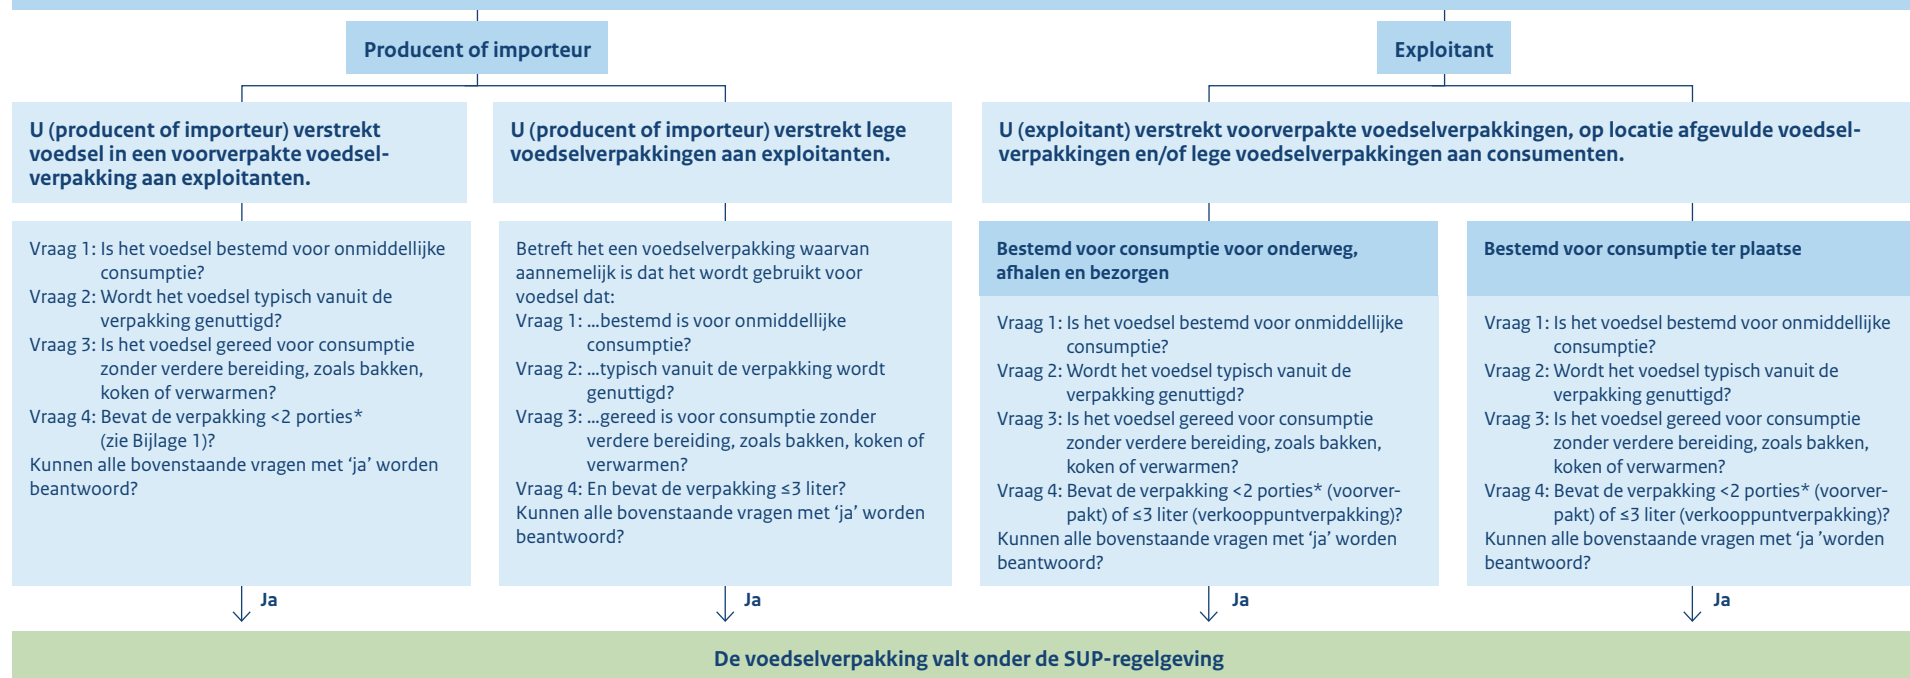 Producent of importeur
Exploitant
U (producent of importeur) verstrekt
voedsel in een voorverpakte voedsel-
verpakking aan exploitanten.
U (producent of importeur) verstrekt lege
voedselverpakkingen aan exploitanten.
U (exploitant) verstrekt voorverpakte voedselverpakkingen, op locatie afgevulde voedsel-
verpakkingen en/of lege voedselverpakkingen aan consumenten.
Vraag 1: Is het voedsel bestemd voor onmiddellijke
consumptie?
Vraag 2: Wordt het voedsel typisch vanuit de
verpakking genuttigd?
Vraag 3: Is het voedsel gereed voor consumptie
zonder verdere bereiding, zoals bakken,
koken of verwarmen?
Vraag 4: Bevat de verpakking <2 porties*
(zie Bijlage 1)?
Kunnen alle bovenstaande vragen met ‘ja’ worden
beantwoord?
Betreft het een voedselverpakking waarvan
aannemelijk is dat het wordt gebruikt voor
voedsel dat:
Vraag 1: …bestemd is voor onmiddellijke
consumptie?
Vraag 2: …typisch vanuit de verpakking wordt
genuttigd?
Vraag 3: …gereed is voor consumptie zonder
verdere bereiding, zoals bakken, koken of
verwarmen?
Vraag 4: En bevat de verpakking ≤3 liter?
Kunnen alle bovenstaande vragen met ‘ja’ worden
beantwoord?
Bestemd voor consumptie voor onderweg,
afhalen en bezorgen
Vraag 1: Is het voedsel bestemd voor onmiddellijke
consumptie?
Vraag 2: Wordt het voedsel typisch vanuit de
verpakking genuttigd?
Vraag 3: Is het voedsel gereed voor consumptie
zonder verdere bereiding, zoals bakken,
koken of verwarmen?
Vraag 4: Bevat de verpakking <2 porties* (voorver-
pakt) of ≤3 liter (verkooppuntverpakking)?
Kunnen alle bovenstaande vragen met ‘ja’ worden
beantwoord?
Bestemd voor consumptie ter plaatse
Vraag 1: Is het voedsel bestemd voor onmiddellijke
consumptie?
Vraag 2: Wordt het voedsel typisch vanuit de
verpakking genuttigd?
Vraag 3: Is het voedsel gereed voor consumptie
zonder verdere bereiding, zoals bakken,
koken of verwarmen?
Vraag 4: Bevat de verpakking <2 porties* (voorver-
pakt) of ≤3 liter (verkooppuntverpakking)?
Kunnen alle bovenstaande vragen met ‘ja ’worden
beantwoord?
Ja
Ja
Ja
Ja
De voedselverpakking valt onder de SUP-regelgeving